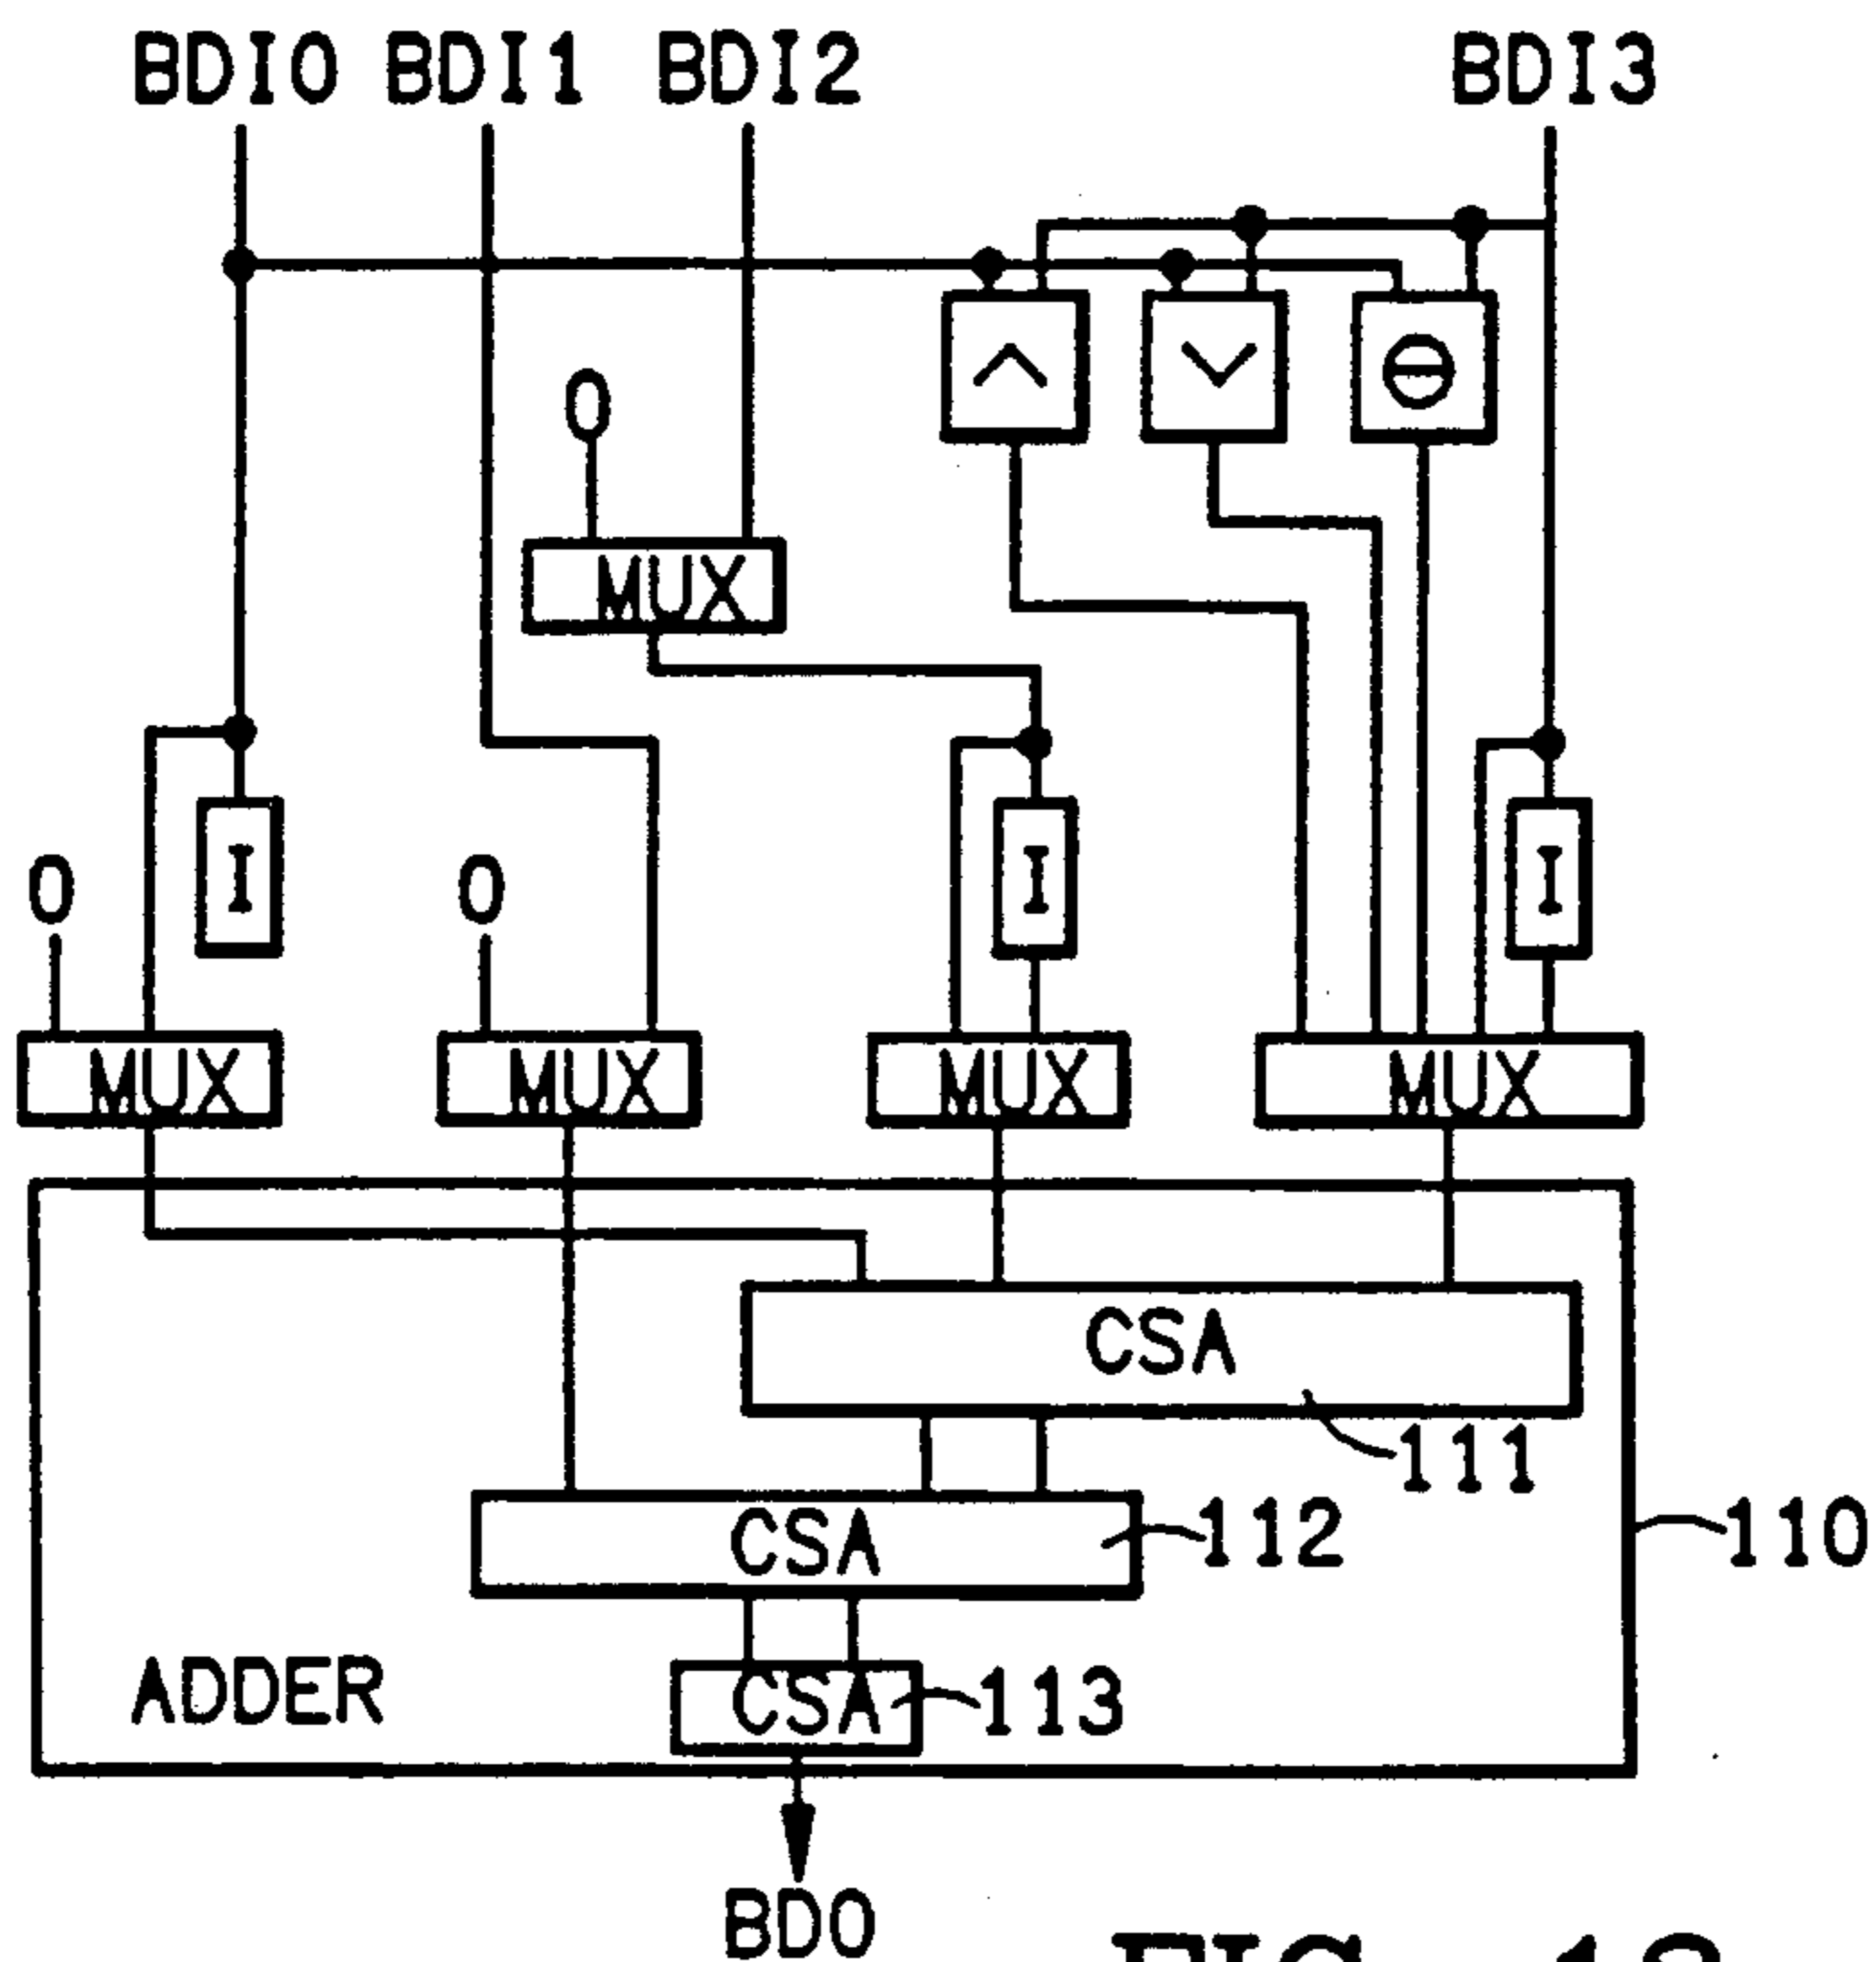 BDI0 BDI1 BDI2 BDI3
^ v ⊖
0
MUX
I I I
0 0
MUX MUX MUX MUX
CSA
111
CSA 112 110
ADDER CSA 113
BDO